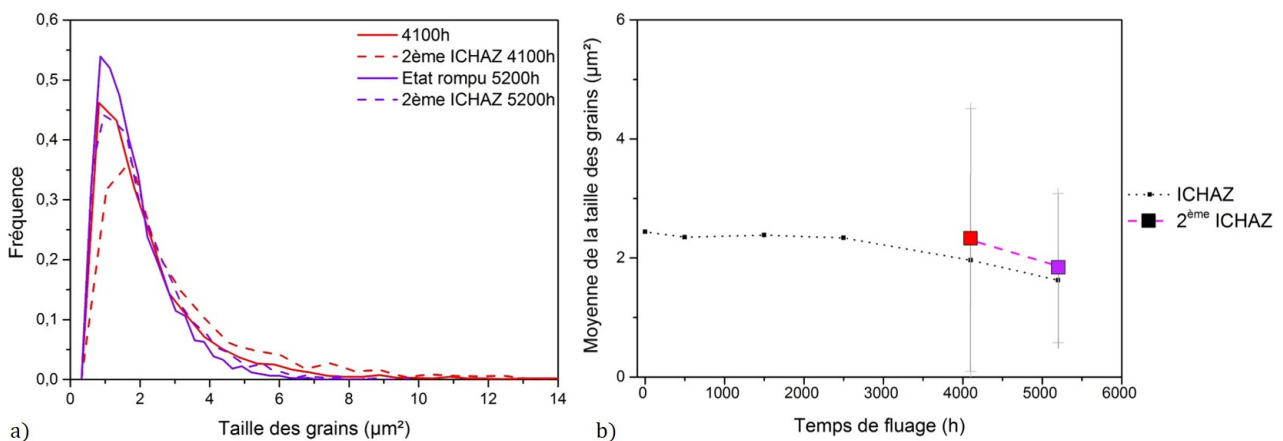 0,6
0,5
0,4
0,3
0,2
0,1
0,0
Fréquence
4100h
2ème ICHAZ 4100h
Etat rompu 5200h
2ème ICHAZ 5200h
0 2 4 6 8 10 12 14
Taille des grains (µm²)
a)
6
4
2
0
Moyenne de la taille des grains (µm²)
0 1000 2000 3000 4000 5000 6000
Temps de fluage (h)
b)
ICHAZ
2ème ICHAZ